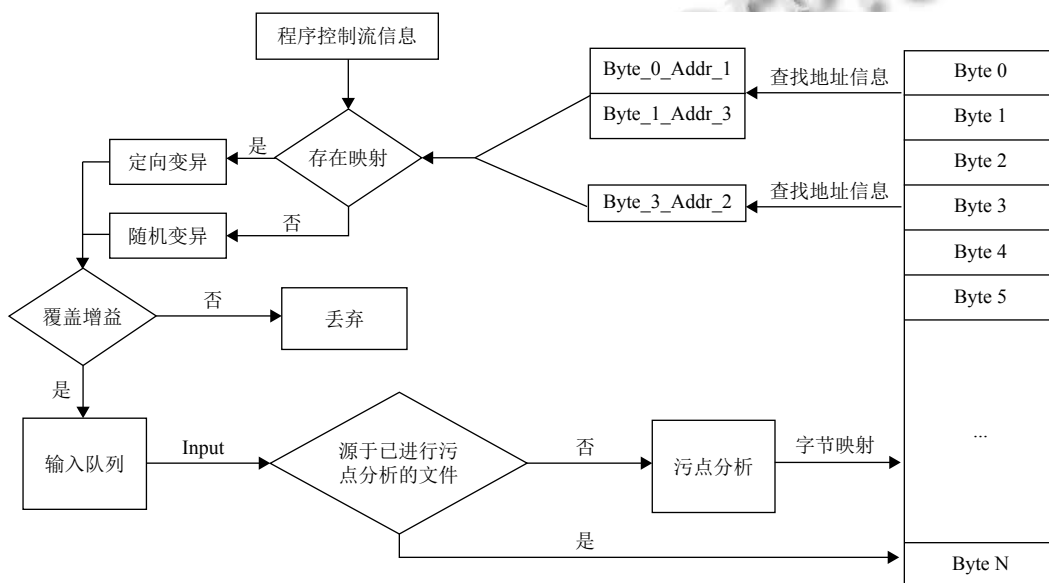 程序控制流信息
Byte_0_Addr_1
查找地址信息
Byte 0
Byte_1_Addr_3
Byte 1
定向变异
是
存在映射
Byte 2
Byte_3_Addr_2
查找地址信息
Byte 3
随机变异
否
Byte 4
覆盖增益
否
丢弃
Byte 5
是
输入队列
Input
源于已进行污
点分析的文件
否
污点分析
字节映射
...
是
Byte N